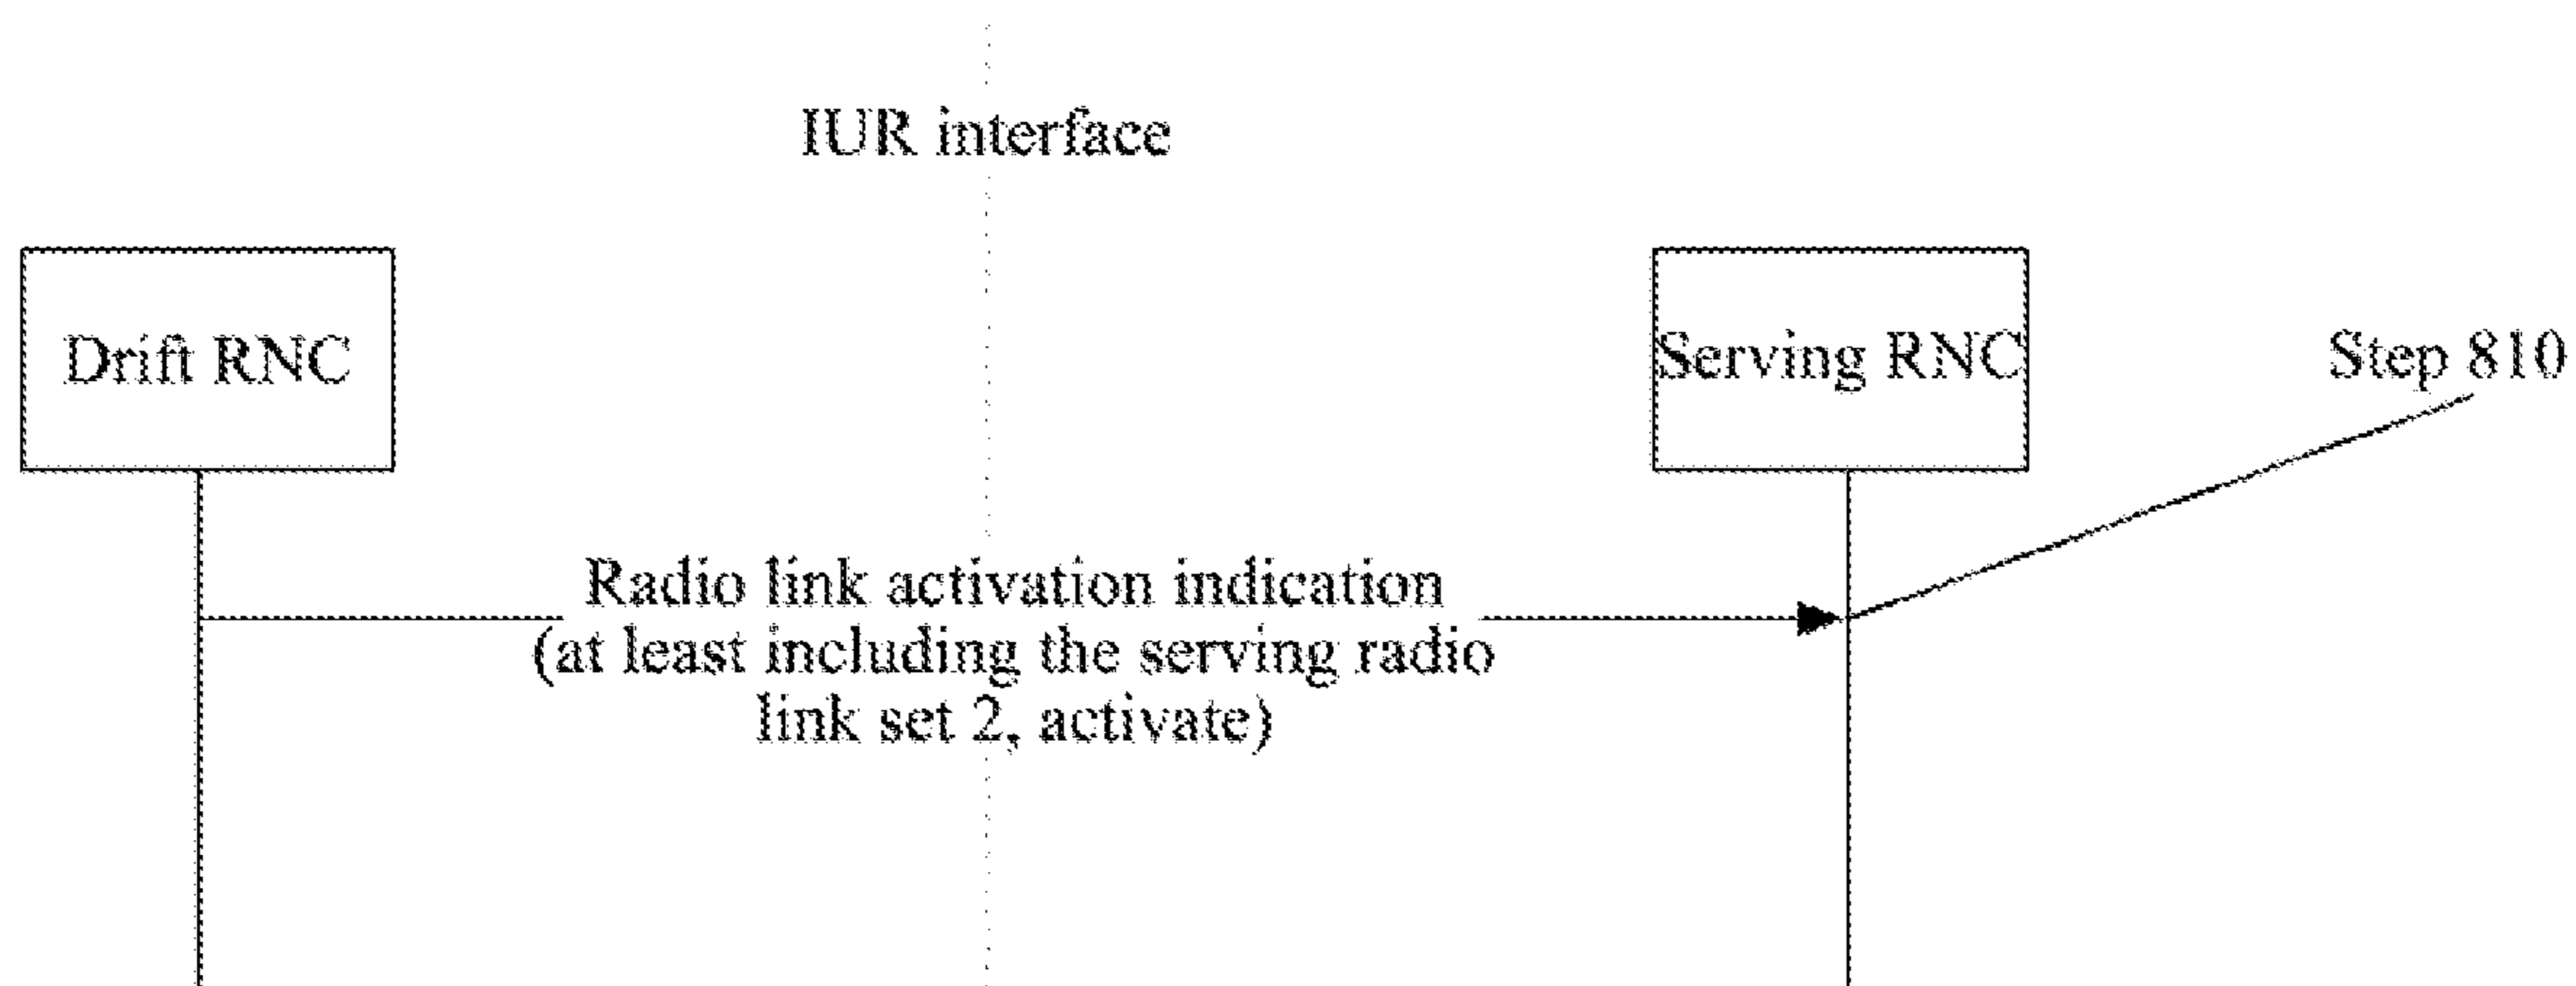 IUR interface
Drift RNC
Serving RNC
Step 810
Radio link activation indication
(at least including the serving radio
link set 2, activate)